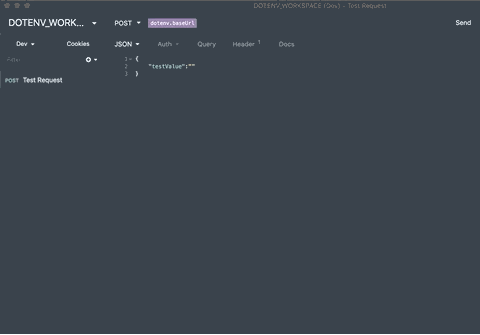 DOTENV_WORKSPACE (Dev) - Test Request
DOTENV_WORK... POST dotenv.baseUrl Send
Dev Cookies JSON Auth Query Header 1 Docs
Filter
1 {
2 "testValue":""
3 }
POST Test Request